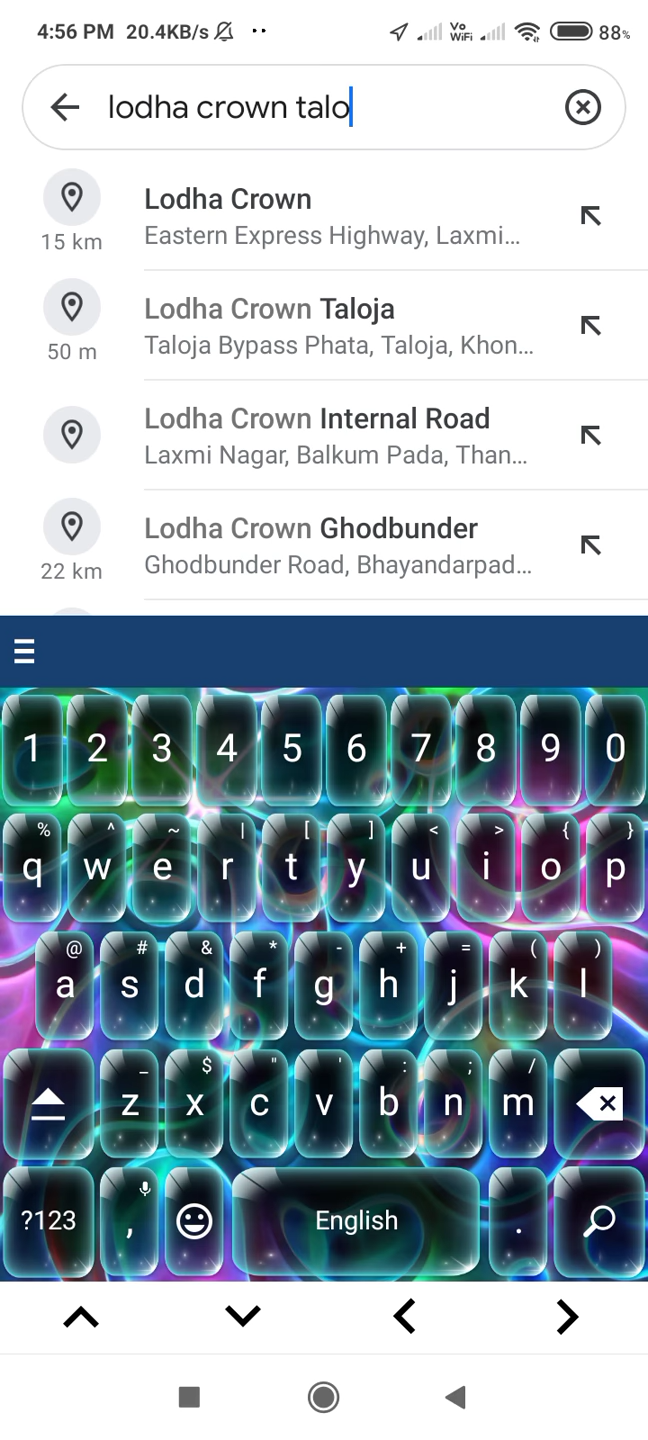 4:56 PM 20.4KB/s Vo WiFi 88%
lodha crown talo
Lodha Crown
15 km
Eastern Express Highway, Laxmi...
Lodha Crown Taloja
50 m
Taloja Bypass Phata, Taloja, Khon...
Lodha Crown Internal Road
Laxmi Nagar, Balkum Pada, Than...
Lodha Crown Ghodbunder
22 km
Ghodbunder Road, Bhayandarpad...
1 2 3 4 5 6 7 8 9 0
% ^ ~ | [ ] < > { }
q w e r t y u i o p
@ # & * - + = ( )
a s d f g h j k l
_ $ " ' : ; /
z x c v b n m
?123 , English .